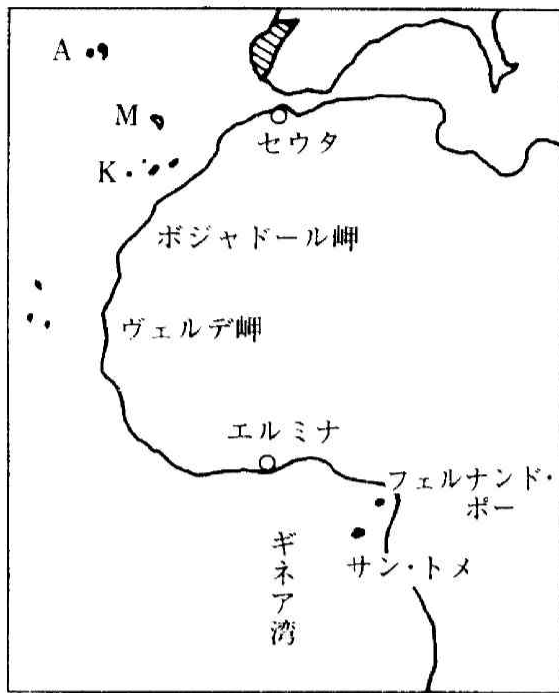 A
M
セウタ
K
ボジャドール岬
ヴェルデ岬
エルミナ
フェルナンド・
ポー
サン・トメ
ギネア湾